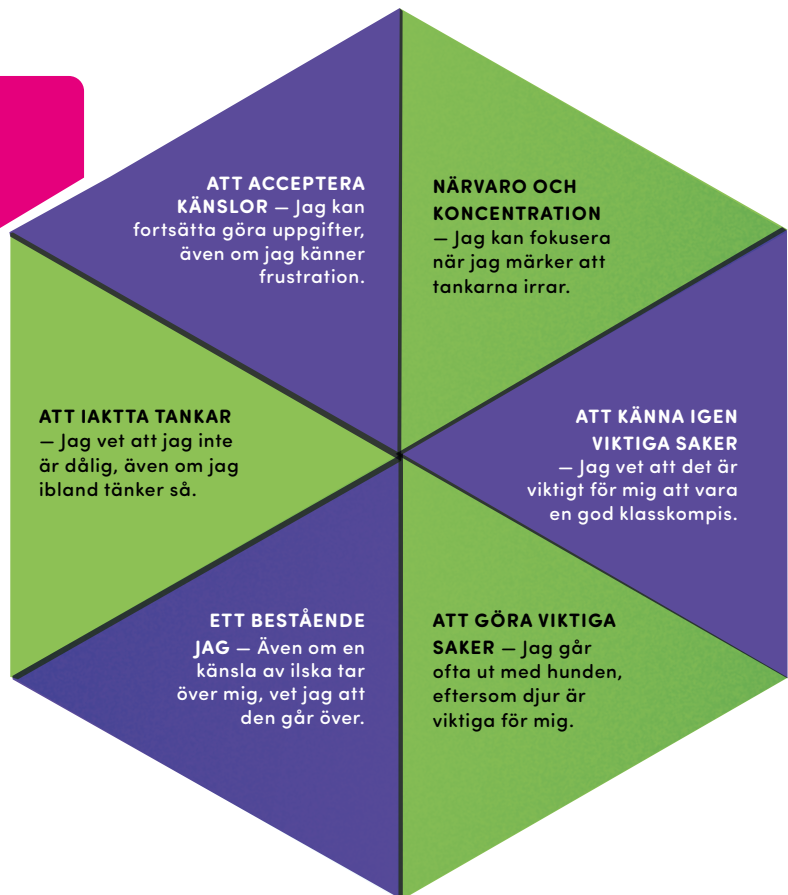 ATT ACCEPTERA
KÄNSLOR — Jag kan
fortsätta göra uppgifter,
även om jag känner
frustration.
NÄRVARO OCH
KONCENTRATION
— Jag kan fokusera
när jag märker att
tankarna irrar.
ATT IAKTTA TANKAR
— Jag vet att jag inte
är dålig, även om jag
ibland tänker så.
ATT KÄNNA IGEN
VIKTIGA SAKER
— Jag vet att det är
viktigt för mig att vara
en god klasskompis.
ETT BESTÅENDE
JAG — Även om en
känsla av ilska tar
över mig, vet jag att
den går över.
ATT GÖRA VIKTIGA
SAKER — Jag går
ofta ut med hunden,
eftersom djur är
viktiga för mig.